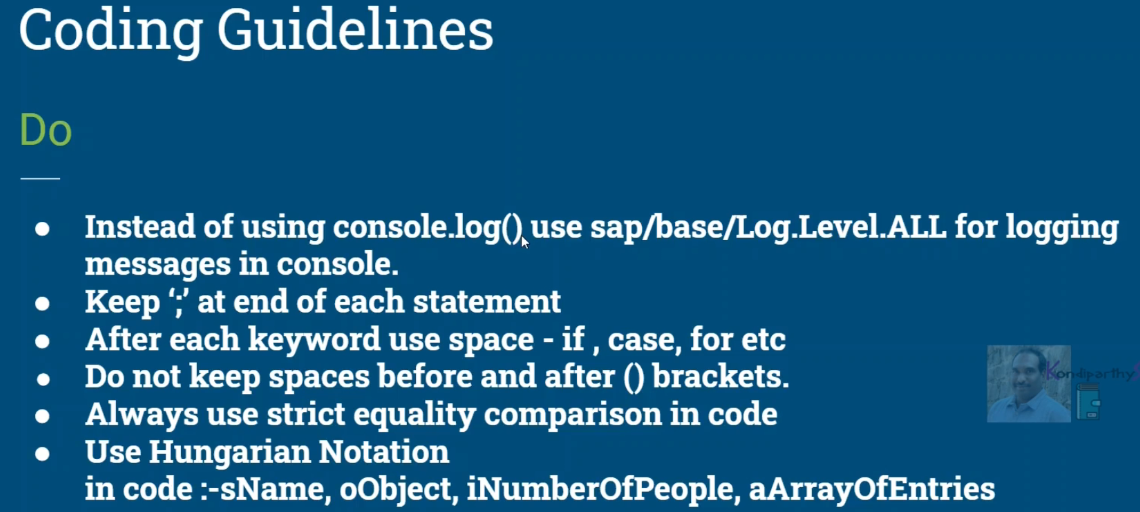 Coding Guidelines
Do
● Instead of using console.log() use sap/base/Log.Level.ALL for logging
messages in console.
● Keep ‘;’ at end of each statement
● After each keyword use space - if , case, for etc
● Do not keep spaces before and after () brackets.
● Always use strict equality comparison in code
● Use Hungarian Notation
in code :-sName, oObject, iNumberOfPeople, aArrayOfEntries